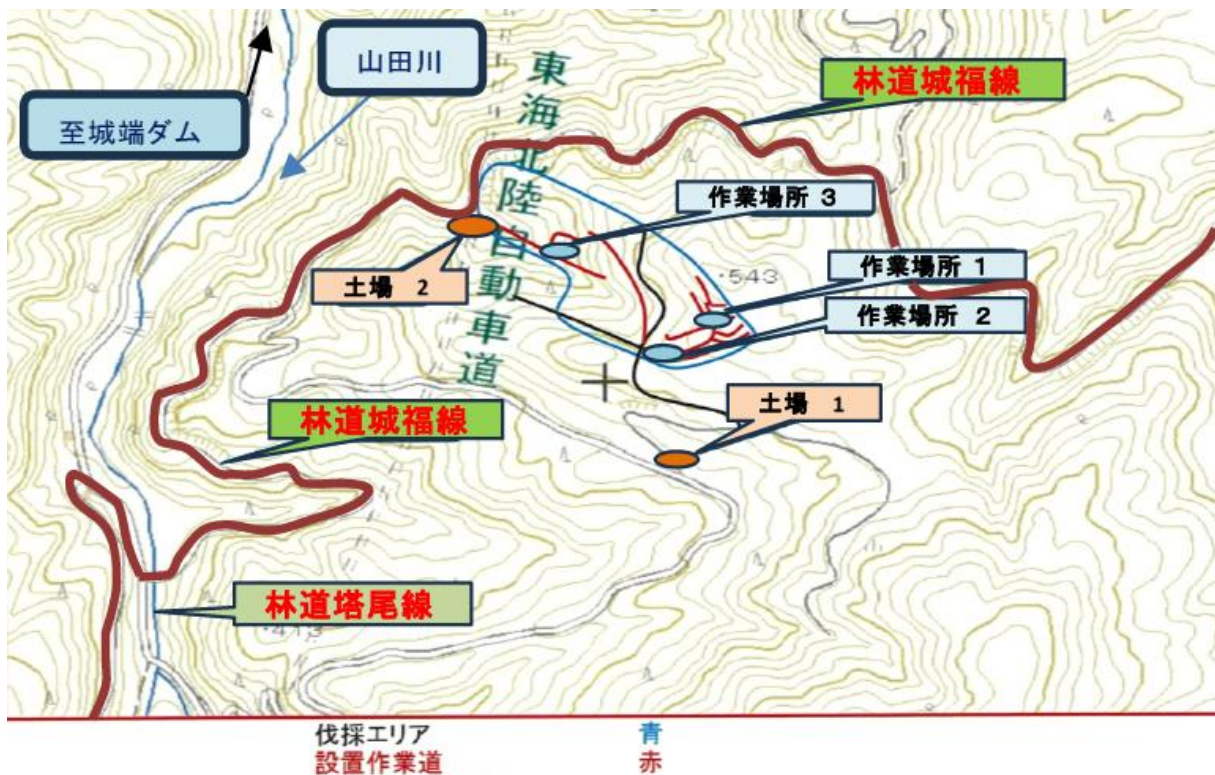 山田川
至城端ダム
東海北陸自動車道
林道城福線
作業場所 3
土場 2
・543
作業場所 1
作業場所 2
土場 1
林道城福線
林道塔尾線
・413
伐採エリア 青
設置作業道 赤